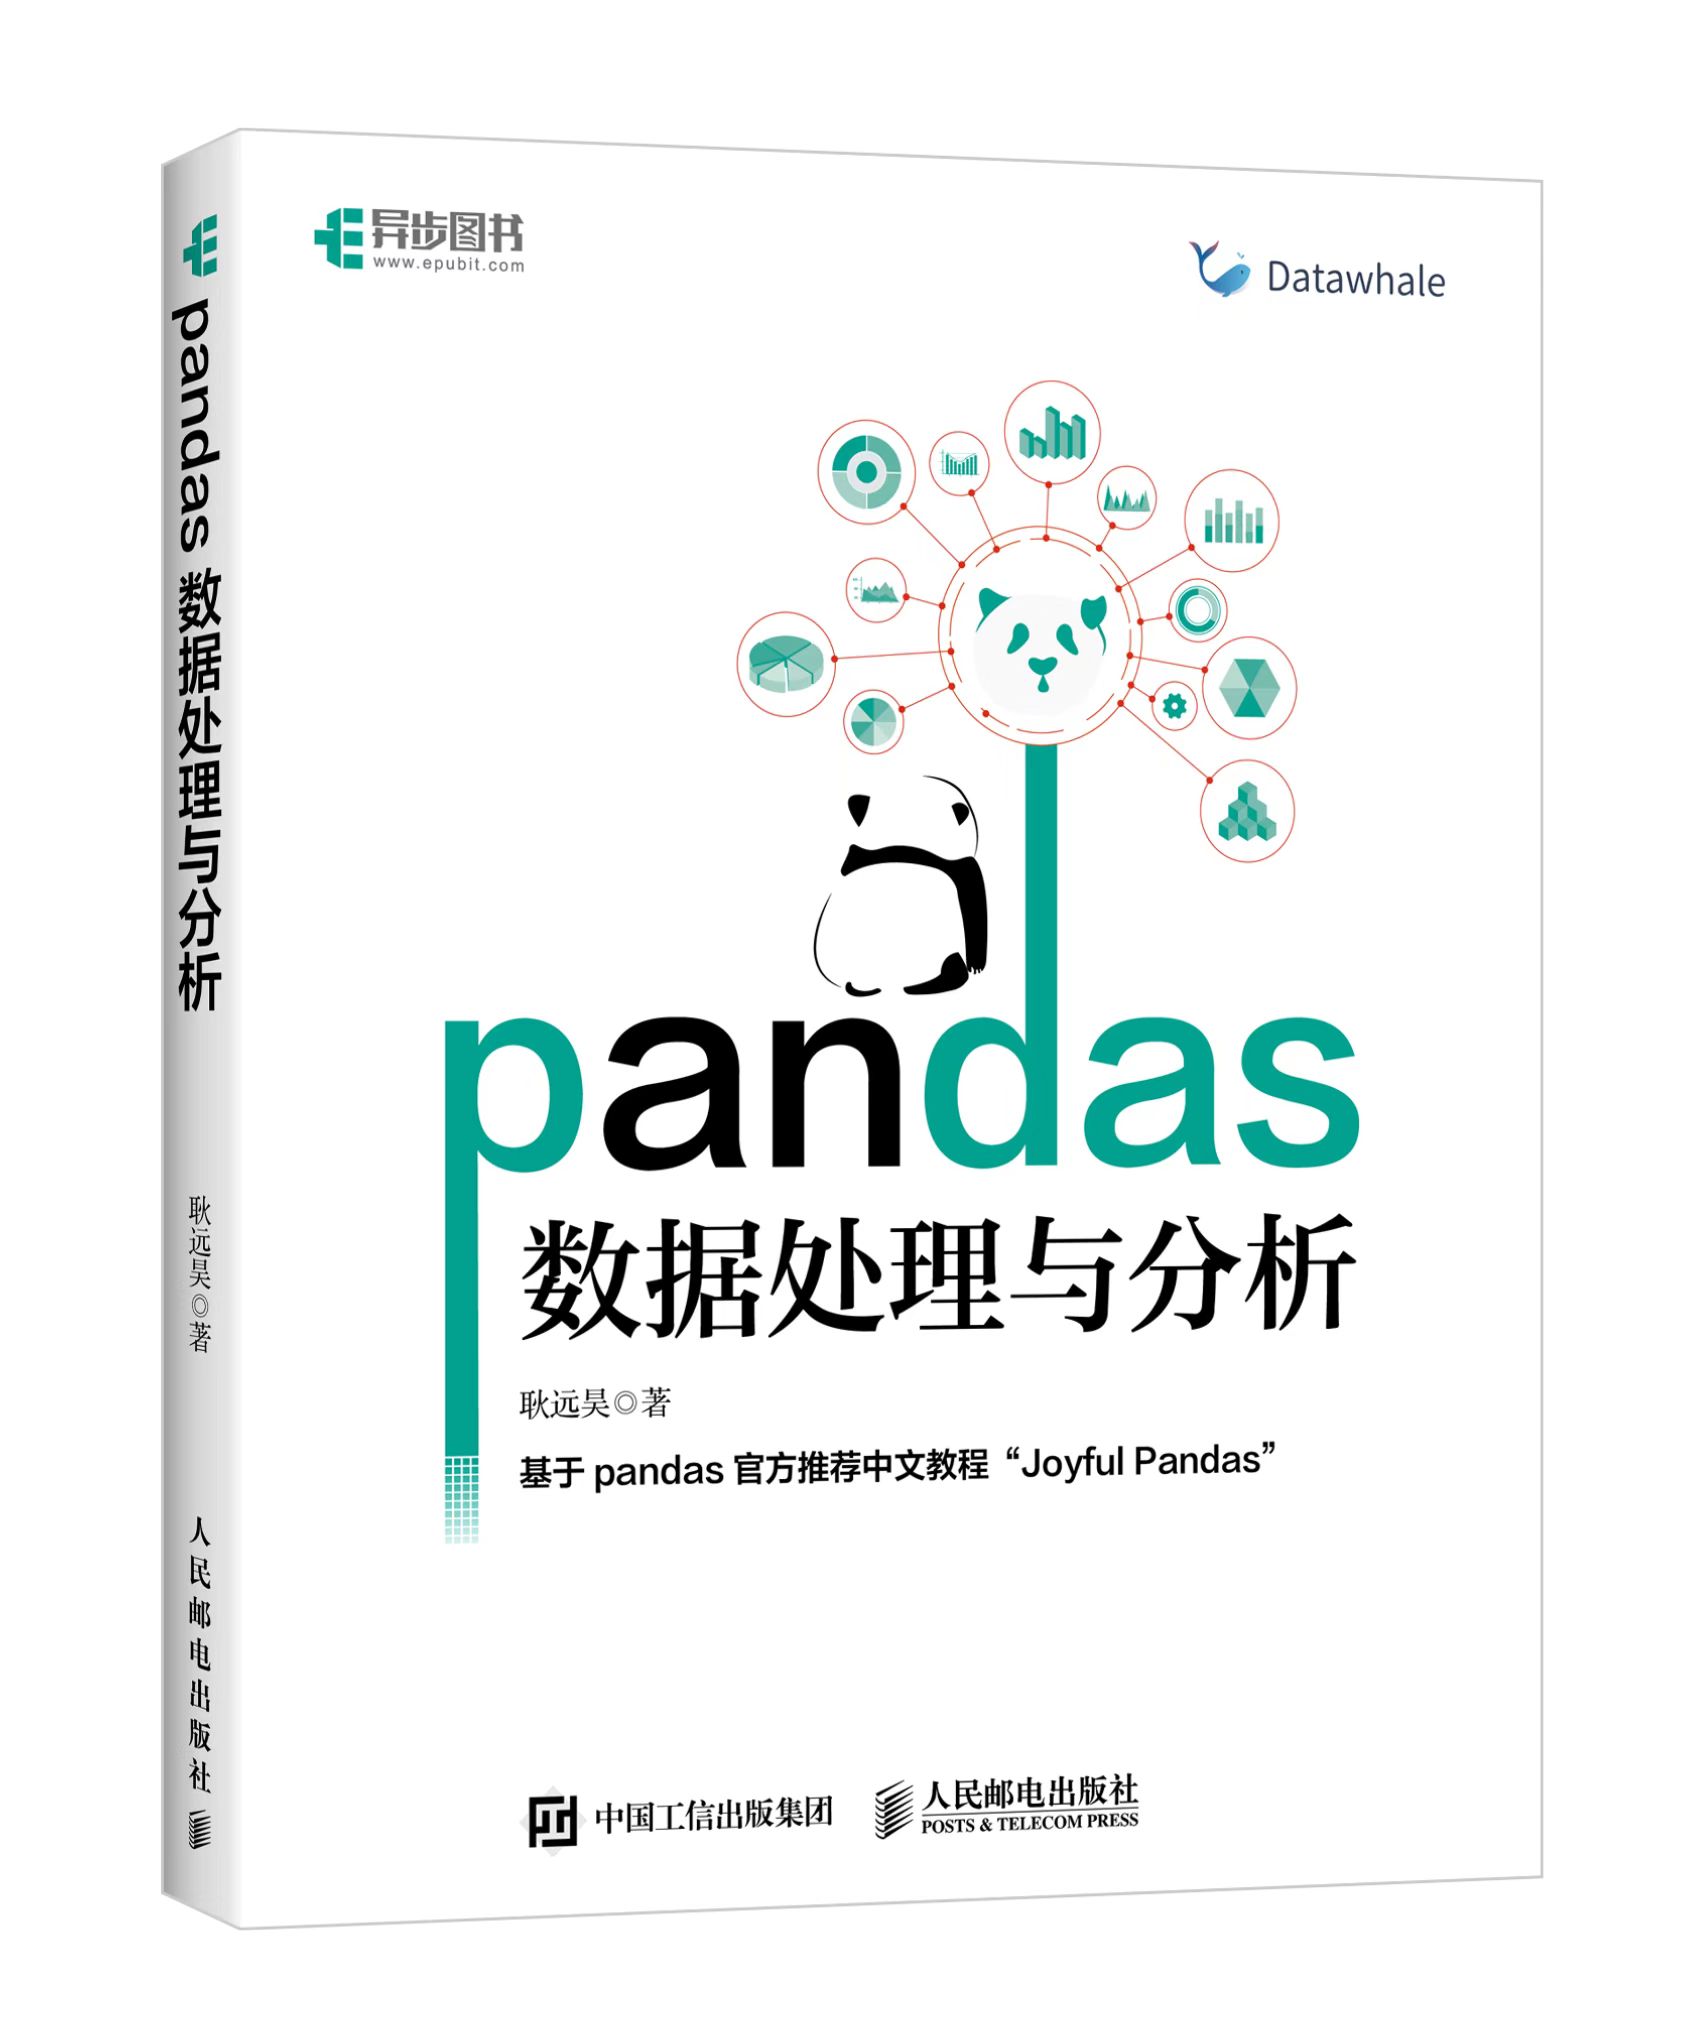 pandas 数据处理与分析
耿远昊◎著
人民邮电出版社
异步图书
www.epubit.com
Datawhale
pandas
数据处理与分析
耿远昊◎著
基于 pandas 官方推荐中文教程 “Joyful Pandas”
中国工信出版集团
人民邮电出版社
POSTS & TELECOM PRESS